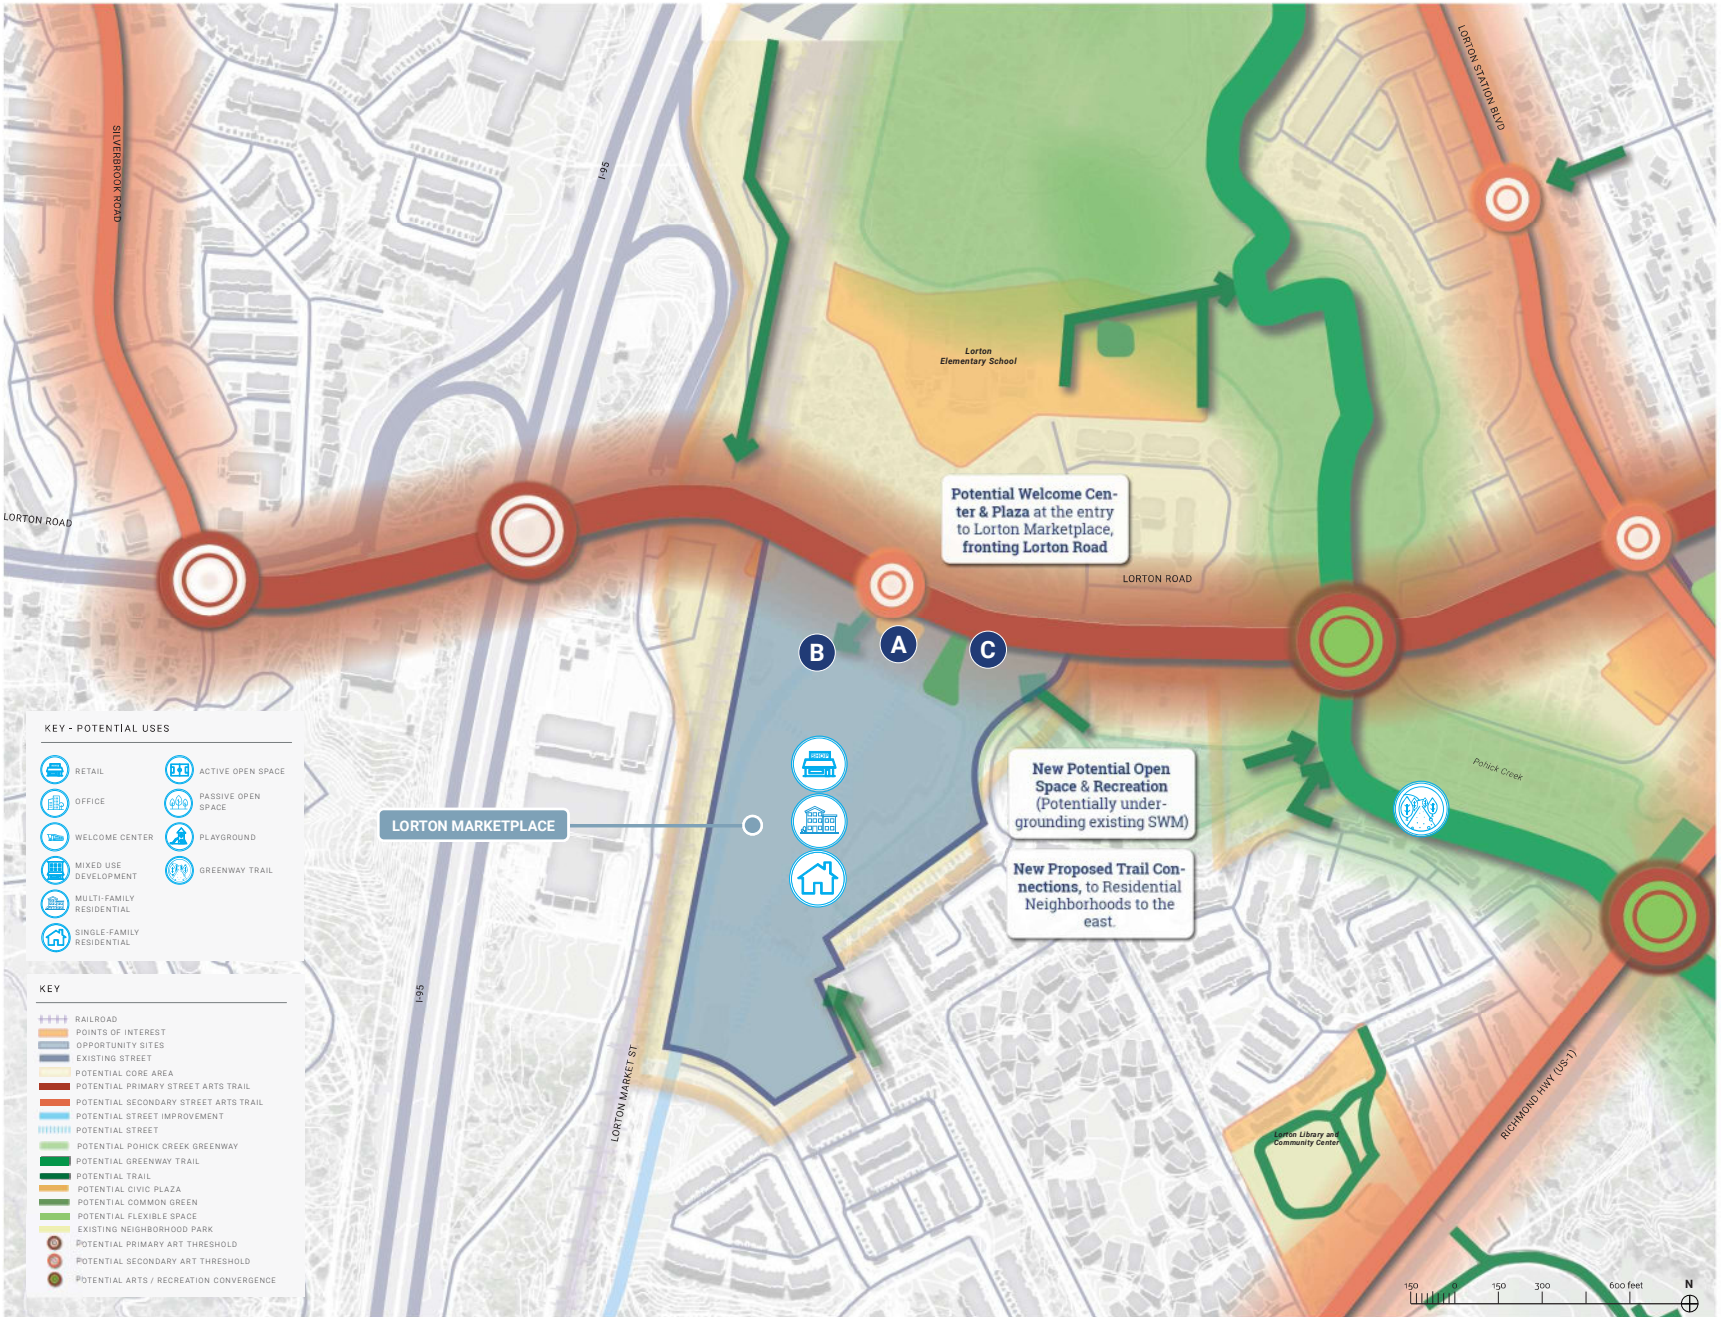 LORTON STATION BLVD
SILVERBROOK ROAD
I-95
Lorton
Elementary School
LORTON ROAD
Potential Welcome Cen-
ter & Plaza at the entry
to Lorton Marketplace,
fronting Lorton Road
LORTON ROAD
B
A
C
KEY - POTENTIAL USES
RETAIL
OFFICE
WELCOME CENTER
MIXED USE
DEVELOPMENT
MULTI-FAMILY
RESIDENTIAL
SINGLE-FAMILY
RESIDENTIAL
ACTIVE OPEN SPACE
PASSIVE OPEN
SPACE
PLAYGROUND
GREENWAY TRAIL
LORTON MARKETPLACE
SHOP
New Potential Open
Space & Recreation
(Potentially under-
grounding existing SWM)
New Proposed Trail Con-
nections, to Residential
Neighborhoods to the
east.
Pohick Creek
I-95
KEY
RAILROAD
POINTS OF INTEREST
OPPORTUNITY SITES
EXISTING STREET
POTENTIAL CORE AREA
POTENTIAL PRIMARY STREET ARTS TRAIL
POTENTIAL SECONDARY STREET ARTS TRAIL
POTENTIAL STREET IMPROVEMENT
POTENTIAL STREET
POTENTIAL POHICK CREEK GREENWAY
POTENTIAL GREENWAY TRAIL
POTENTIAL TRAIL
POTENTIAL CIVIC PLAZA
POTENTIAL COMMON GREEN
POTENTIAL FLEXIBLE SPACE
EXISTING NEIGHBORHOOD PARK
POTENTIAL PRIMARY ART THRESHOLD
POTENTIAL SECONDARY ART THRESHOLD
POTENTIAL ARTS / RECREATION CONVERGENCE
LORTON MARKET ST
RICHMOND HWY (US-1)
Lorton Library and
Community Center
150 0 150 300 600 feet
N